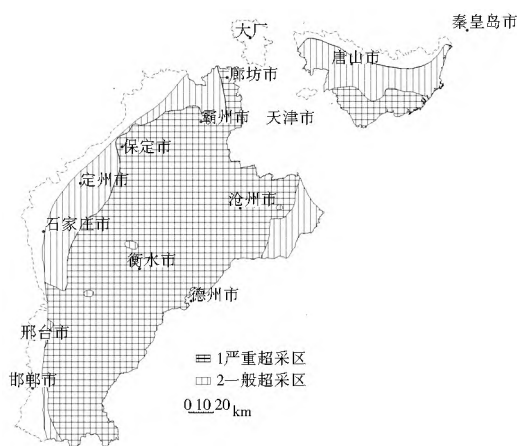 秦皇岛市
大厂
唐山市
廊坊市
霸州市
天津市
保定市
定州市
沧州市
石家庄市
衡水市
德州市
邢台市
1严重超采区
邯郸市
2一般超采区
0 10 20 km